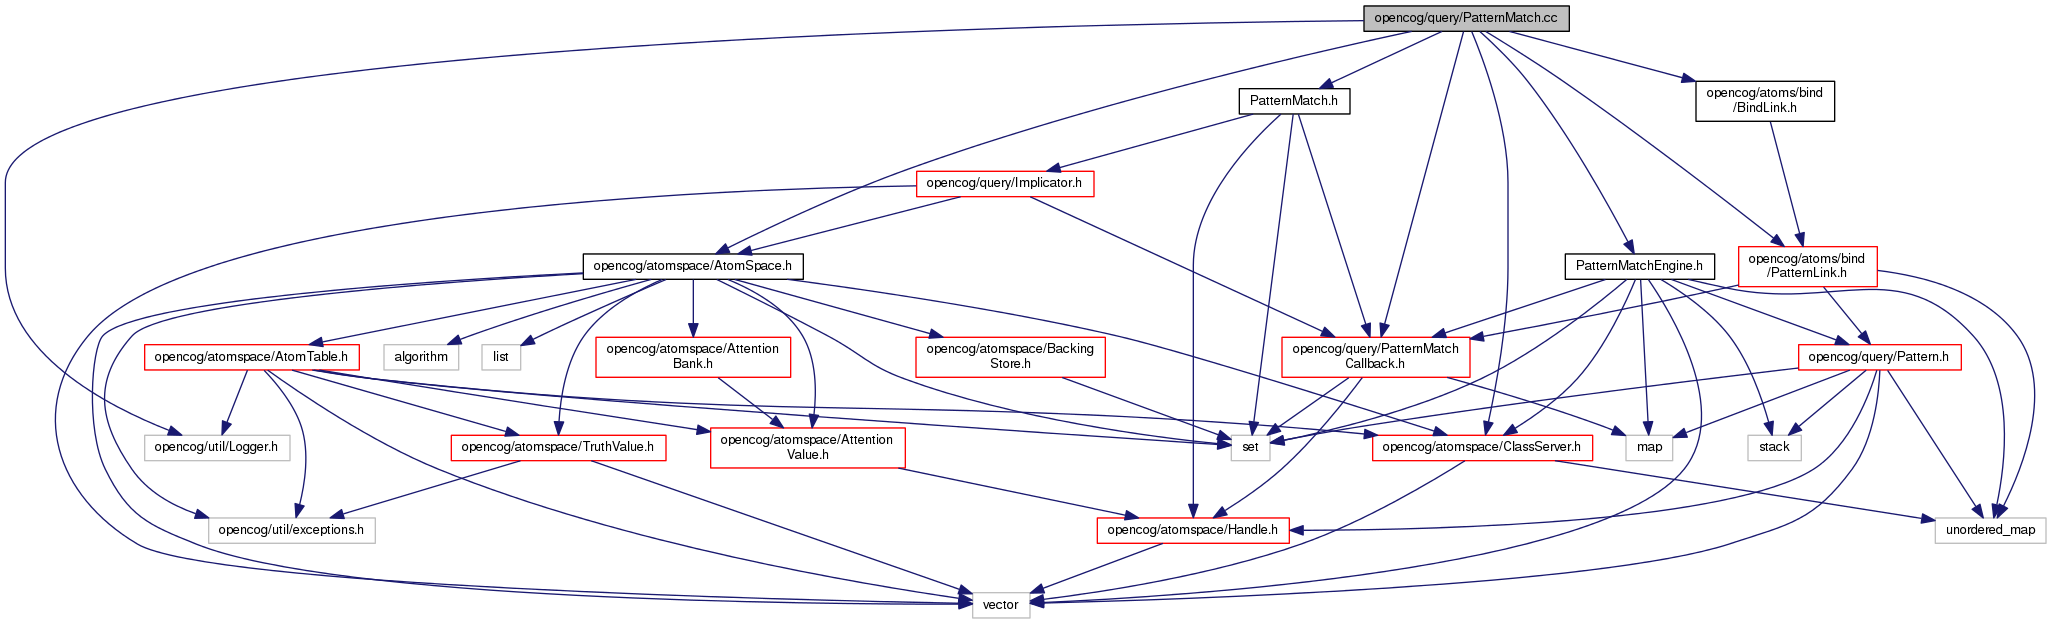 opencog/query/PatternMatch.cc
opencog/atoms/bind
/BindLink.h
PatternMatch.h
opencog/query/Implicator.h
opencog/atomspace/AtomSpace.h
PatternMatchEngine.h
opencog/atoms/bind
/PatternLink.h
opencog/atomspace/AtomTable.h
algorithm
list
opencog/atomspace/Attention
Bank.h
opencog/atomspace/Backing
Store.h
opencog/query/PatternMatch
Callback.h
opencog/query/Pattern.h
opencog/util/Logger.h
opencog/atomspace/TruthValue.h
opencog/atomspace/Attention
Value.h
set
opencog/atomspace/ClassServer.h
map
stack
opencog/util/exceptions.h
opencog/atomspace/Handle.h
unordered_map
vector